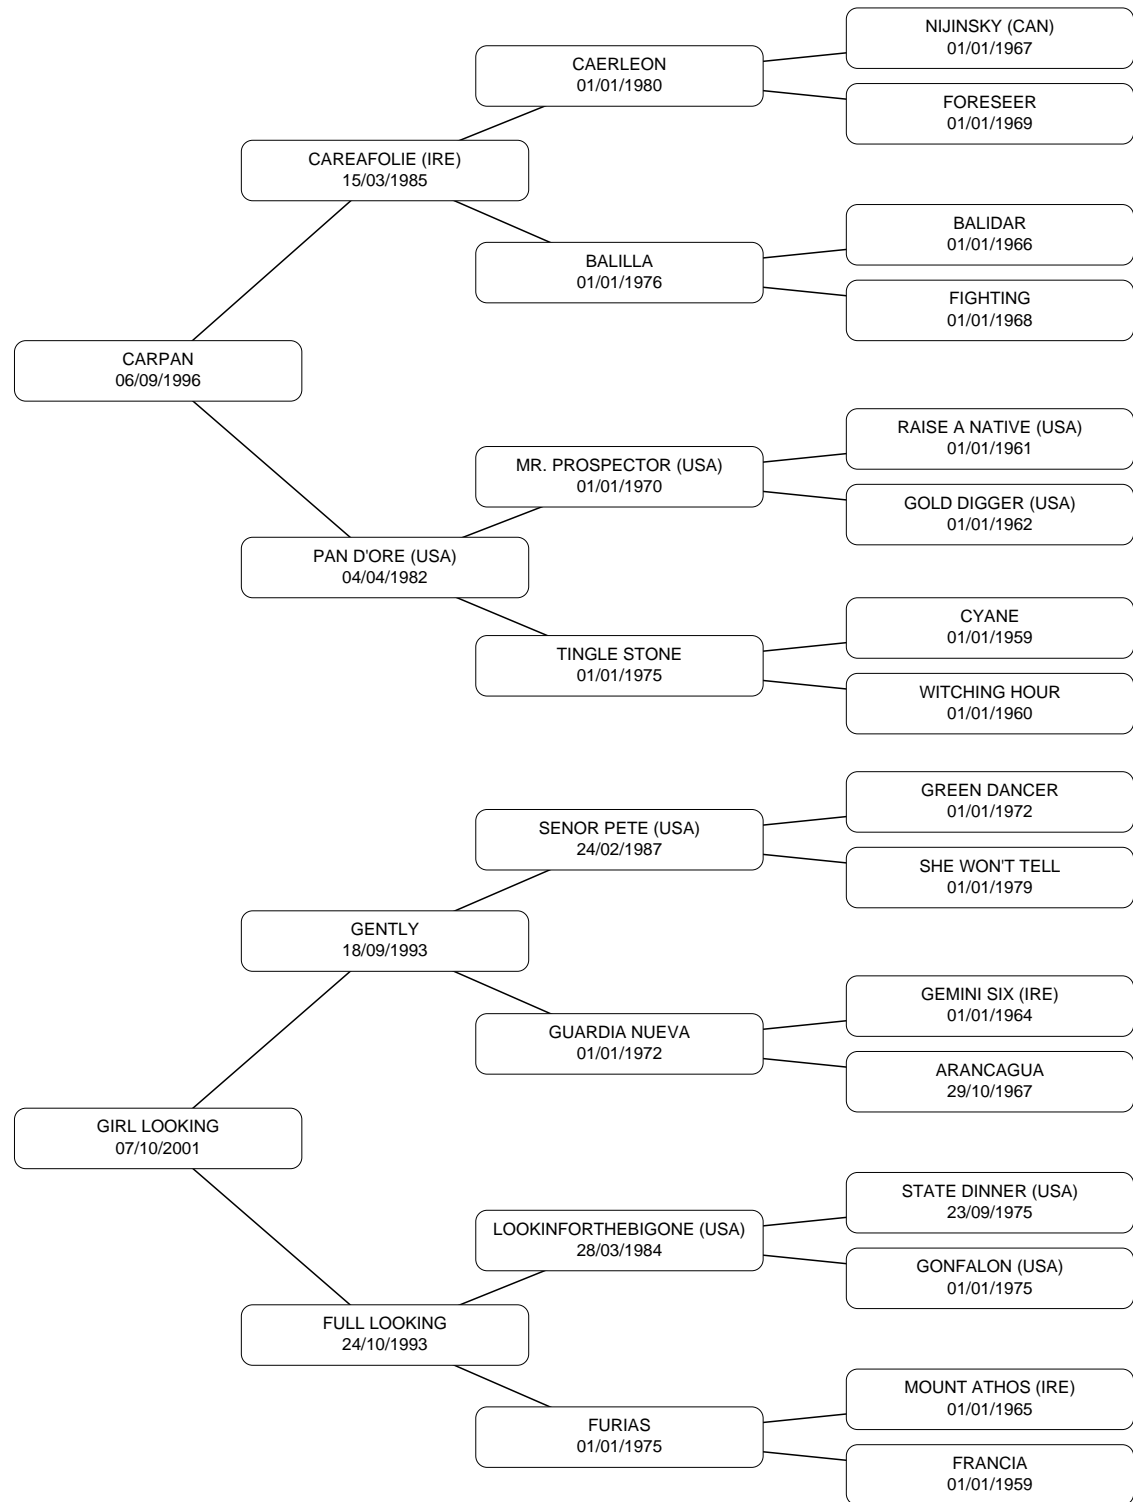 NIJINSKY (CAN)
01/01/1967
CAERLEON
01/01/1980
FORESEER
01/01/1969
CAREAFOLIE (IRE)
15/03/1985
BALIDAR
01/01/1966
BALILLA
01/01/1976
FIGHTING
01/01/1968
CARPAN
06/09/1996
RAISE A NATIVE (USA)
01/01/1961
MR. PROSPECTOR (USA)
01/01/1970
GOLD DIGGER (USA)
01/01/1962
PAN D'ORE (USA)
04/04/1982
CYANE
01/01/1959
TINGLE STONE
01/01/1975
WITCHING HOUR
01/01/1960
GREEN DANCER
01/01/1972
SENOR PETE (USA)
24/02/1987
SHE WON'T TELL
01/01/1979
GENTLY
18/09/1993
GEMINI SIX (IRE)
01/01/1964
GUARDIA NUEVA
01/01/1972
ARANCAGUA
29/10/1967
GIRL LOOKING
07/10/2001
STATE DINNER (USA)
23/09/1975
LOOKINFORTHEBIGONE (USA)
28/03/1984
GONFALON (USA)
01/01/1975
FULL LOOKING
24/10/1993
MOUNT ATHOS (IRE)
01/01/1965
FURIAS
01/01/1975
FRANCIA
01/01/1959